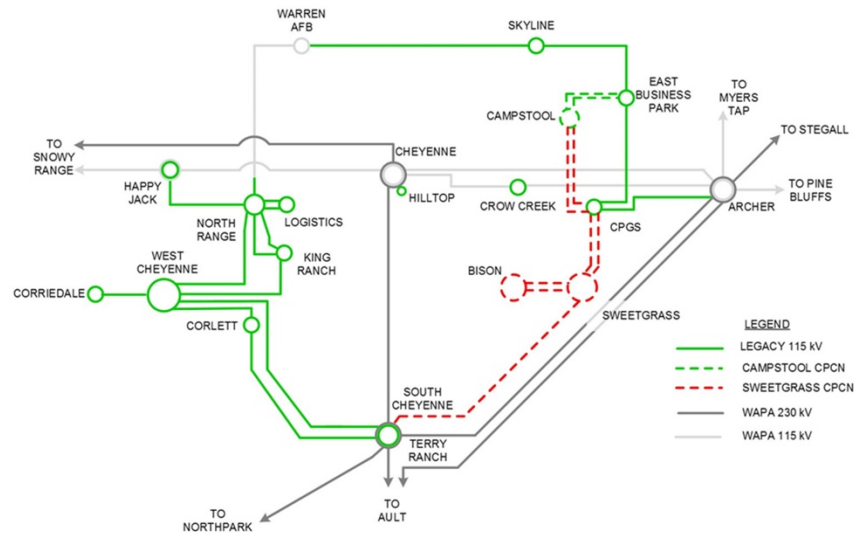 WARREN
AFB
SKYLINE
EAST
BUSINESS
PARK
CAMPSTOOL
TO
MYERS
TAP
TO STEGALL
TO
SNOWY
RANGE
CHEYENNE
HAPPY
JACK
HILLTOP
CROW CREEK
ARCHER
TO PINE
BLUFFS
NORTH
RANGE
LOGISTICS
CPGS
KING
RANCH
WEST
CHEYENNE
BISON
CORRIEDALE
CORLETT
SWEETGRASS
LEGEND
LEGACY 115 kV
CAMPSTOOL CPCN
SWEETGRASS CPCN
WAPA 230 kV
WAPA 115 kV
SOUTH
CHEYENNE
TERRY
RANCH
TO
AULT
TO
NORTHPARK